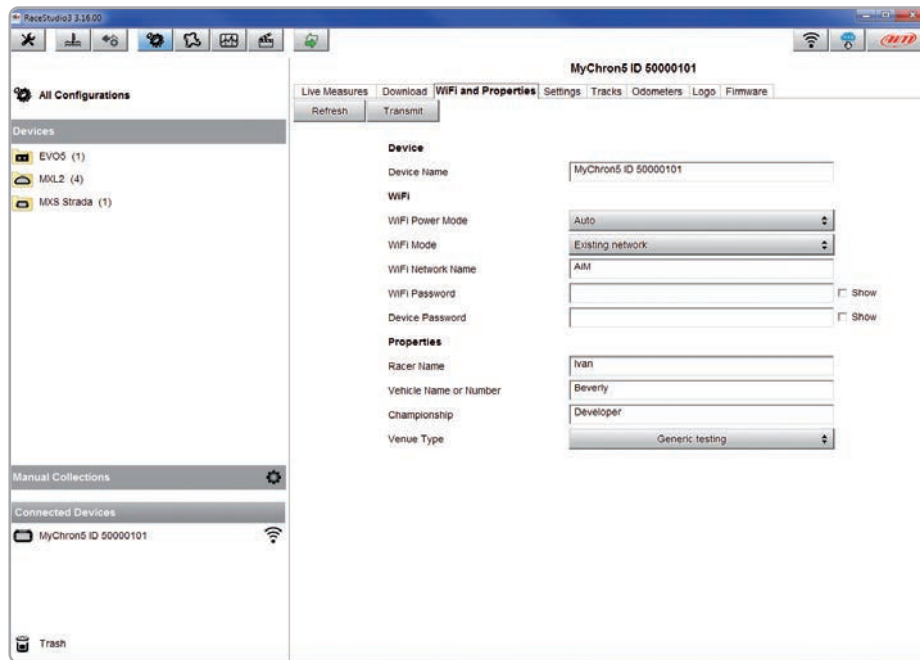 RaceStudio3 3.16.00
AiM
All Configurations
Devices
EVO5 (1)
MXL2 (4)
MXS Strada (1)
Manual Collections
Connected Devices
MyChron5 ID 50000101
Trash
MyChron5 ID 50000101
Live Measures Download WiFi and Properties Settings Tracks Odometers Logo Firmware
Refresh Transmit
Device
Device Name MyChron5 ID 50000101
WiFi
WiFi Power Mode Auto
WiFi Mode Existing network
WiFi Network Name AiM
WiFi Password Show
Device Password Show
Properties
Racer Name Ivan
Vehicle Name or Number Beverly
Championship Developer
Venue Type Generic testing